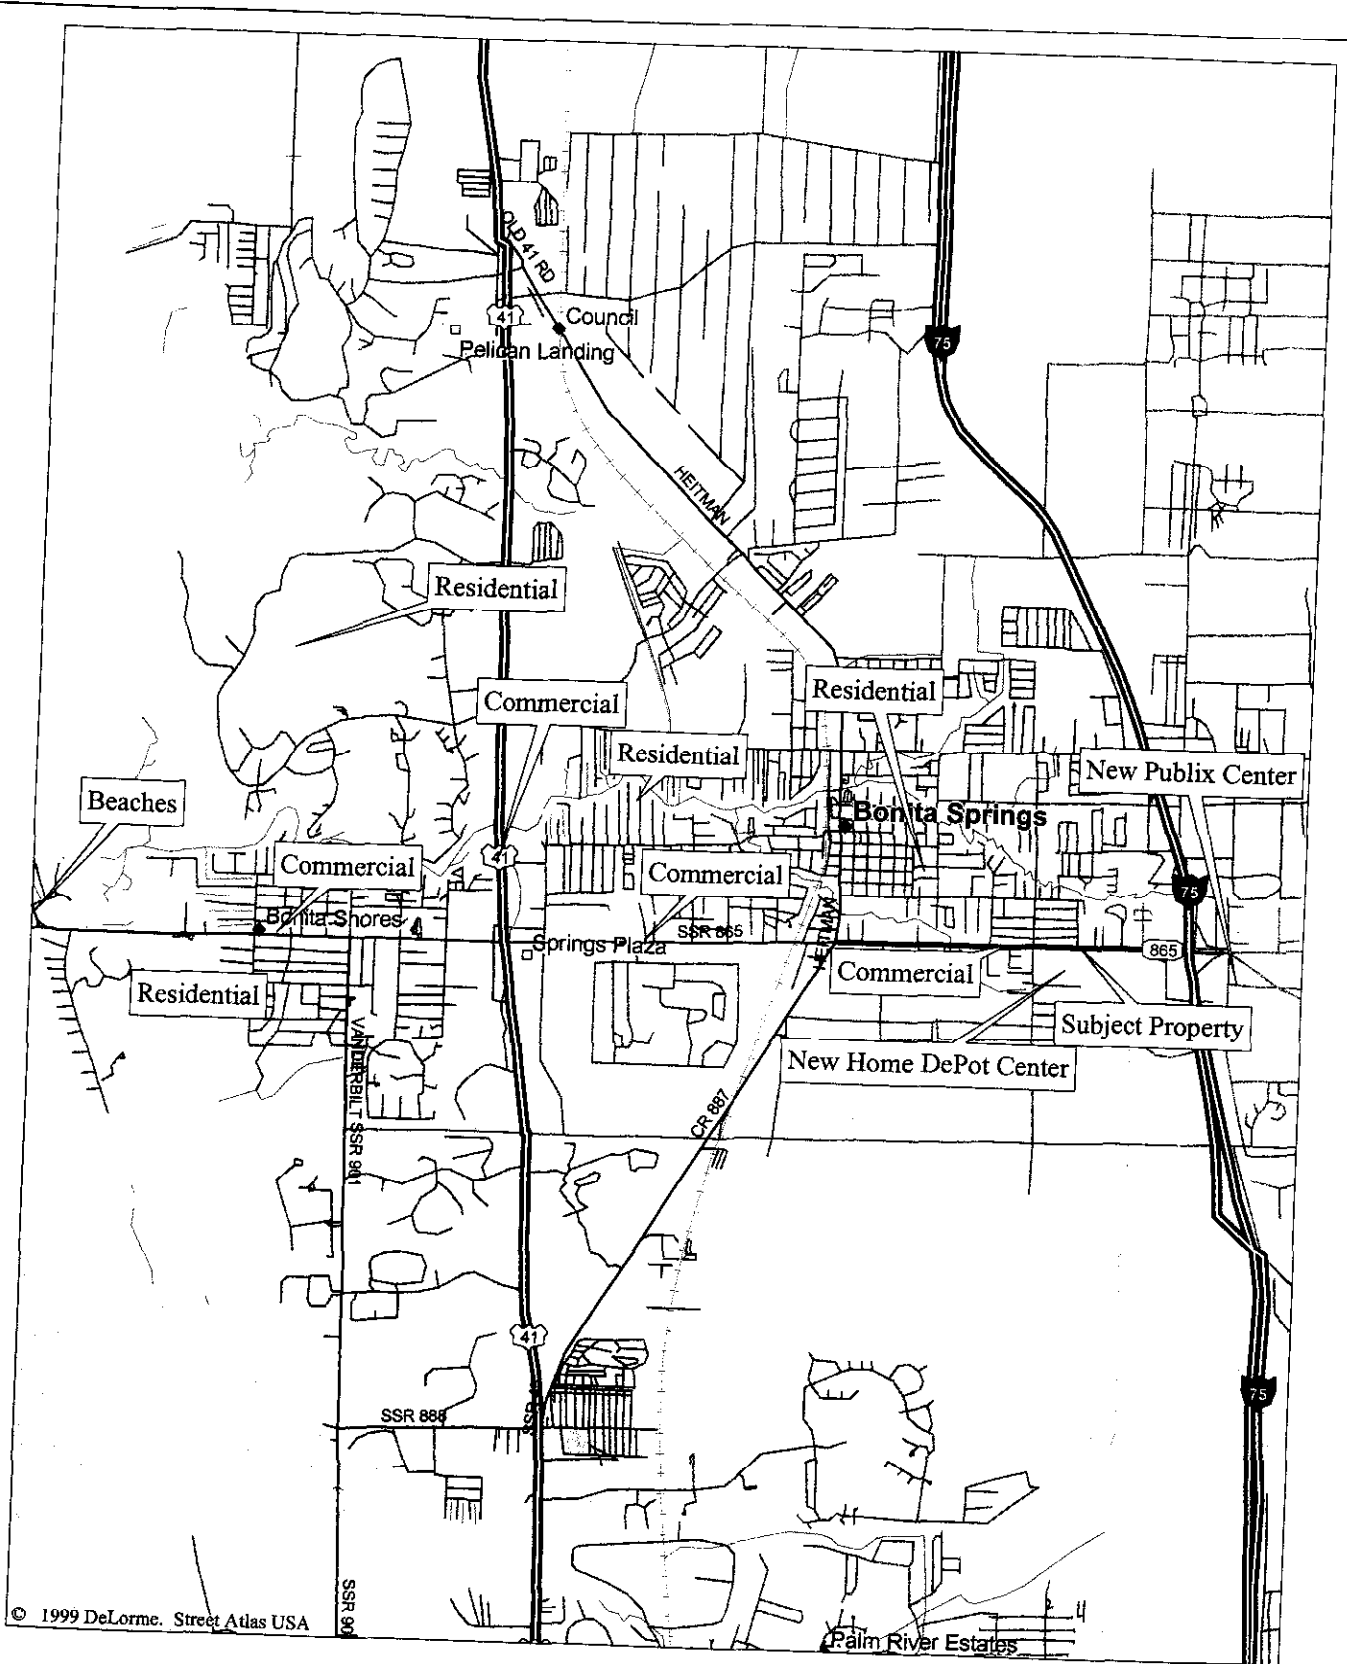 OLD 41 RD
41
Council
Pelican Landing
75
HEITMAN
Residential
Commercial
Residential
Residential
New Publix Center
Beaches
Bonita Springs
41
Commercial
Commercial
75
Bonita Shores
SSR 865
HEITMAN
Springs Plaza
865
Commercial
Residential
Subject Property
VANDERBILT SSR 901
New Home DePot Center
CR 887
41
75
SSR 888
SSR 90
© 1999 DeLorme. Street Atlas USA
Palm River Estates